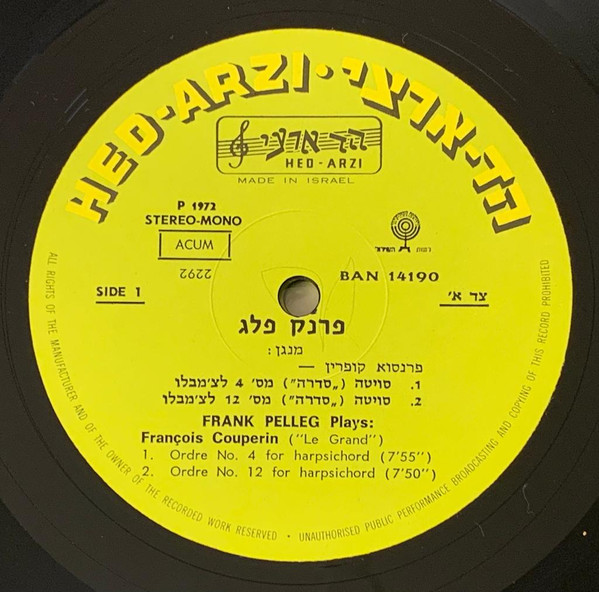 HED-ARZI · הד-ארצי
הד ארצי
HED - ARZI
MADE IN ISRAEL
P 1972
STEREO-MONO
ACUM
2292
רשות השידור
BAN 14190
SIDE 1
צד א׳
פרנק פלג
מנגן:
פרנסוא קופרין —
1. סויטה („סדרה”) מס׳ 4 לצ׳מבלו
2. סויטה („סדרה”) מס׳ 12 לצ׳מבלו
FRANK PELLEG Plays:
François Couperin ("Le Grand")
1. Ordre No. 4 for harpsichord (7'55")
2. Ordre No. 12 for harpsichord (7'50")
ALL RIGHTS OF THE MANUFACTURER AND OF THE OWNER OF THE RECORDED WORK RESERVED · UNAUTHORISED PUBLIC PERFORMANCE BROADCASTING AND COPYING OF THIS RECORD PROHIBITED